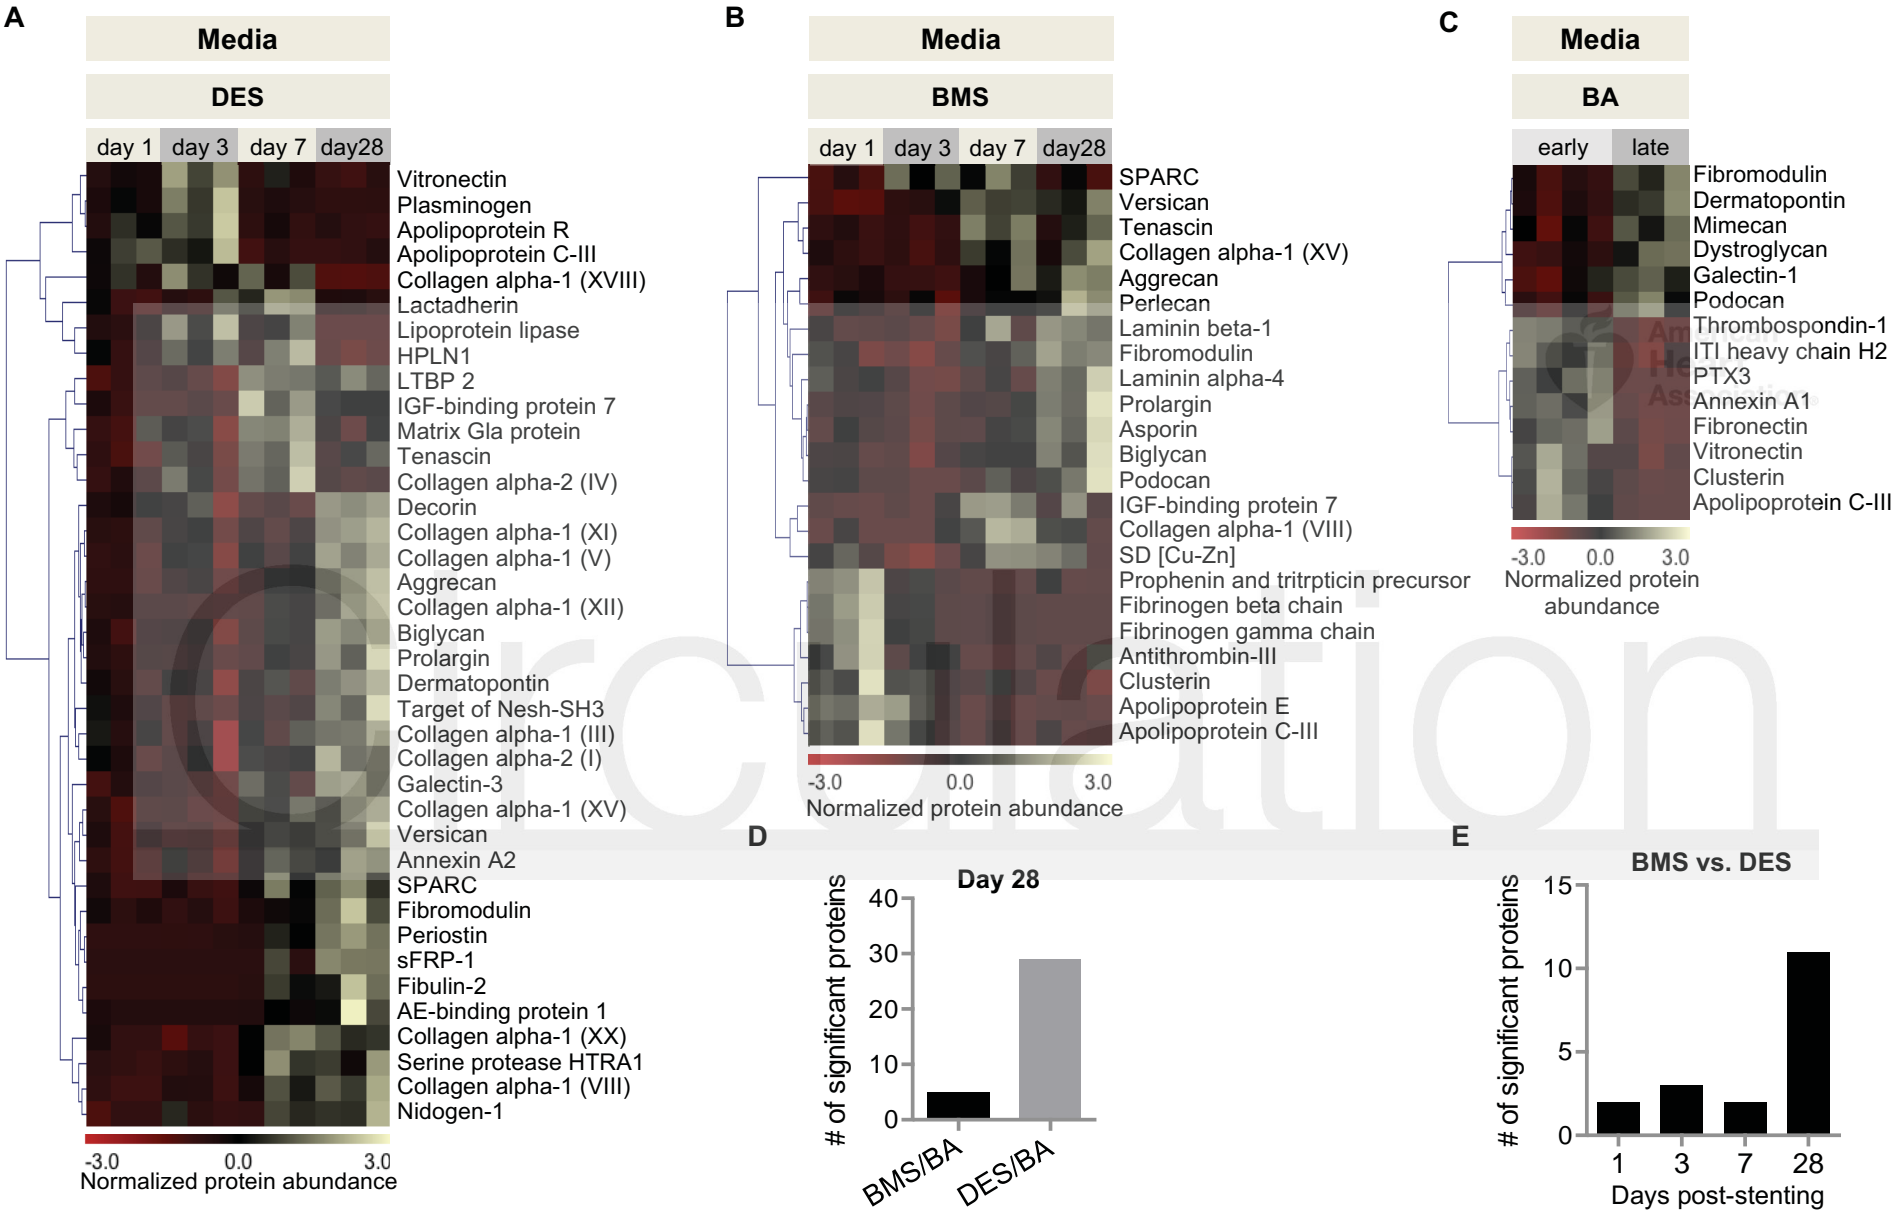 A
Media
DES
day 1 day 3 day 7 day28
Vitronectin
Plasminogen
Apolipoprotein R
Apolipoprotein C-III
Collagen alpha-1 (XVIII)
Lactadherin
Lipoprotein lipase
HPLN1
LTBP 2
IGF-binding protein 7
Matrix Gla protein
Tenascin
Collagen alpha-2 (IV)
Decorin
Collagen alpha-1 (XI)
Collagen alpha-1 (V)
Aggrecan
Collagen alpha-1 (XII)
Biglycan
Prolargin
Dermatopontin
Target of Nesh-SH3
Collagen alpha-1 (III)
Collagen alpha-2 (I)
Galectin-3
Collagen alpha-1 (XV)
Versican
Annexin A2
SPARC
Fibromodulin
Periostin
sFRP-1
Fibulin-2
AE-binding protein 1
Collagen alpha-1 (XX)
Serine protease HTRA1
Collagen alpha-1 (VIII)
Nidogen-1
-3.0 0.0 3.0
Normalized protein abundance
B
Media
BMS
day 1 day 3 day 7 day28
SPARC
Versican
Tenascin
Collagen alpha-1 (XV)
Aggrecan
Perlecan
Laminin beta-1
Fibromodulin
Laminin alpha-4
Prolargin
Asporin
Biglycan
Podocan
IGF-binding protein 7
Collagen alpha-1 (VIII)
SD [Cu-Zn]
Prophenin and tritrpticin precursor
Fibrinogen beta chain
Fibrinogen gamma chain
Antithrombin-III
Clusterin
Apolipoprotein E
Apolipoprotein C-III
-3.0 0.0 3.0
Normalized protein abundance
C
Media
BA
early late
Fibromodulin
Dermatopontin
Mimecan
Dystroglycan
Galectin-1
Podocan
Thrombospondin-1
ITI heavy chain H2
PTX3
Annexin A1
Fibronectin
Vitronectin
Clusterin
Apolipoprotein C-III
-3.0 0.0 3.0
Normalized protein
abundance
American
Heart
Association®
Circulation
D
Day 28
# of significant proteins
40
30
20
10
0
BMS/BA
DES/BA
E
BMS vs. DES
# of significant proteins
15
10
5
0
1 3 7 28
Days post-stenting